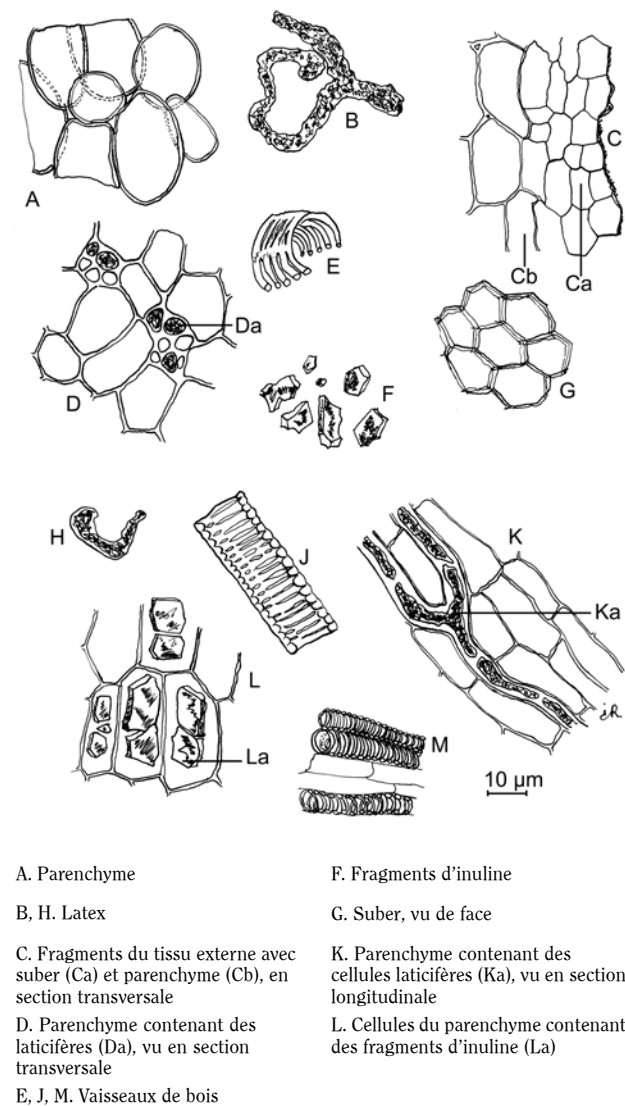 A
B
C
Cb
Ca
D
Da
E
F
G
H
J
K
Ka
L
La
M
10 µm
A. Parenchyme
B, H. Latex
C. Fragments du tissu externe avec
suber (Ca) et parenchyme (Cb), en
section transversale
D. Parenchyme contenant des
laticifères (Da), vu en section
transversale
E, J, M. Vaisseaux de bois
F. Fragments d’inuline
G. Suber, vu de face
K. Parenchyme contenant des
cellules laticifères (Ka), vu en section
longitudinale
L. Cellules du parenchyme contenant
des fragments d’inuline (La)